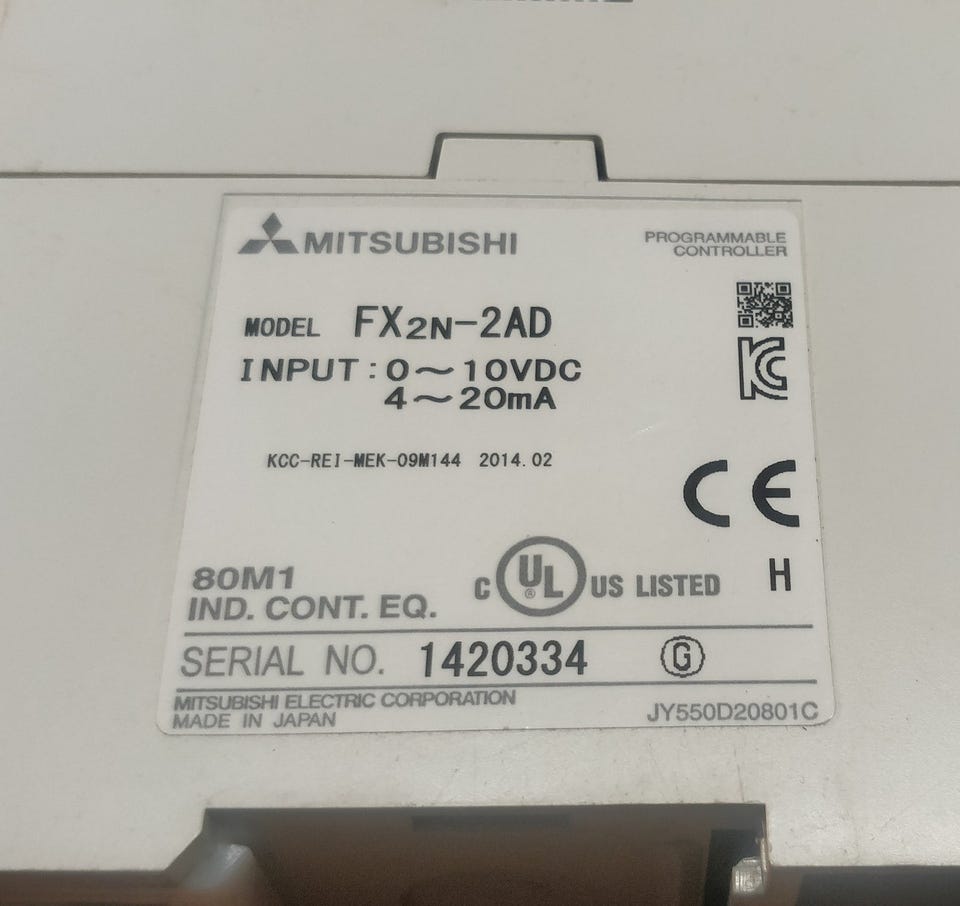 MITSUBISHI
PROGRAMMABLE
CONTROLLER
MODEL FX2N-2AD
INPUT : 0～10VDC
4～20mA
KC
KCC-REI-MEK-09M144 2014.02
CE
80M1
IND. CONT. EQ.
C UL ® US LISTED
H
SERIAL NO. 1420334 G
MITSUBISHI ELECTRIC CORPORATION
MADE IN JAPAN
JY550D20801C